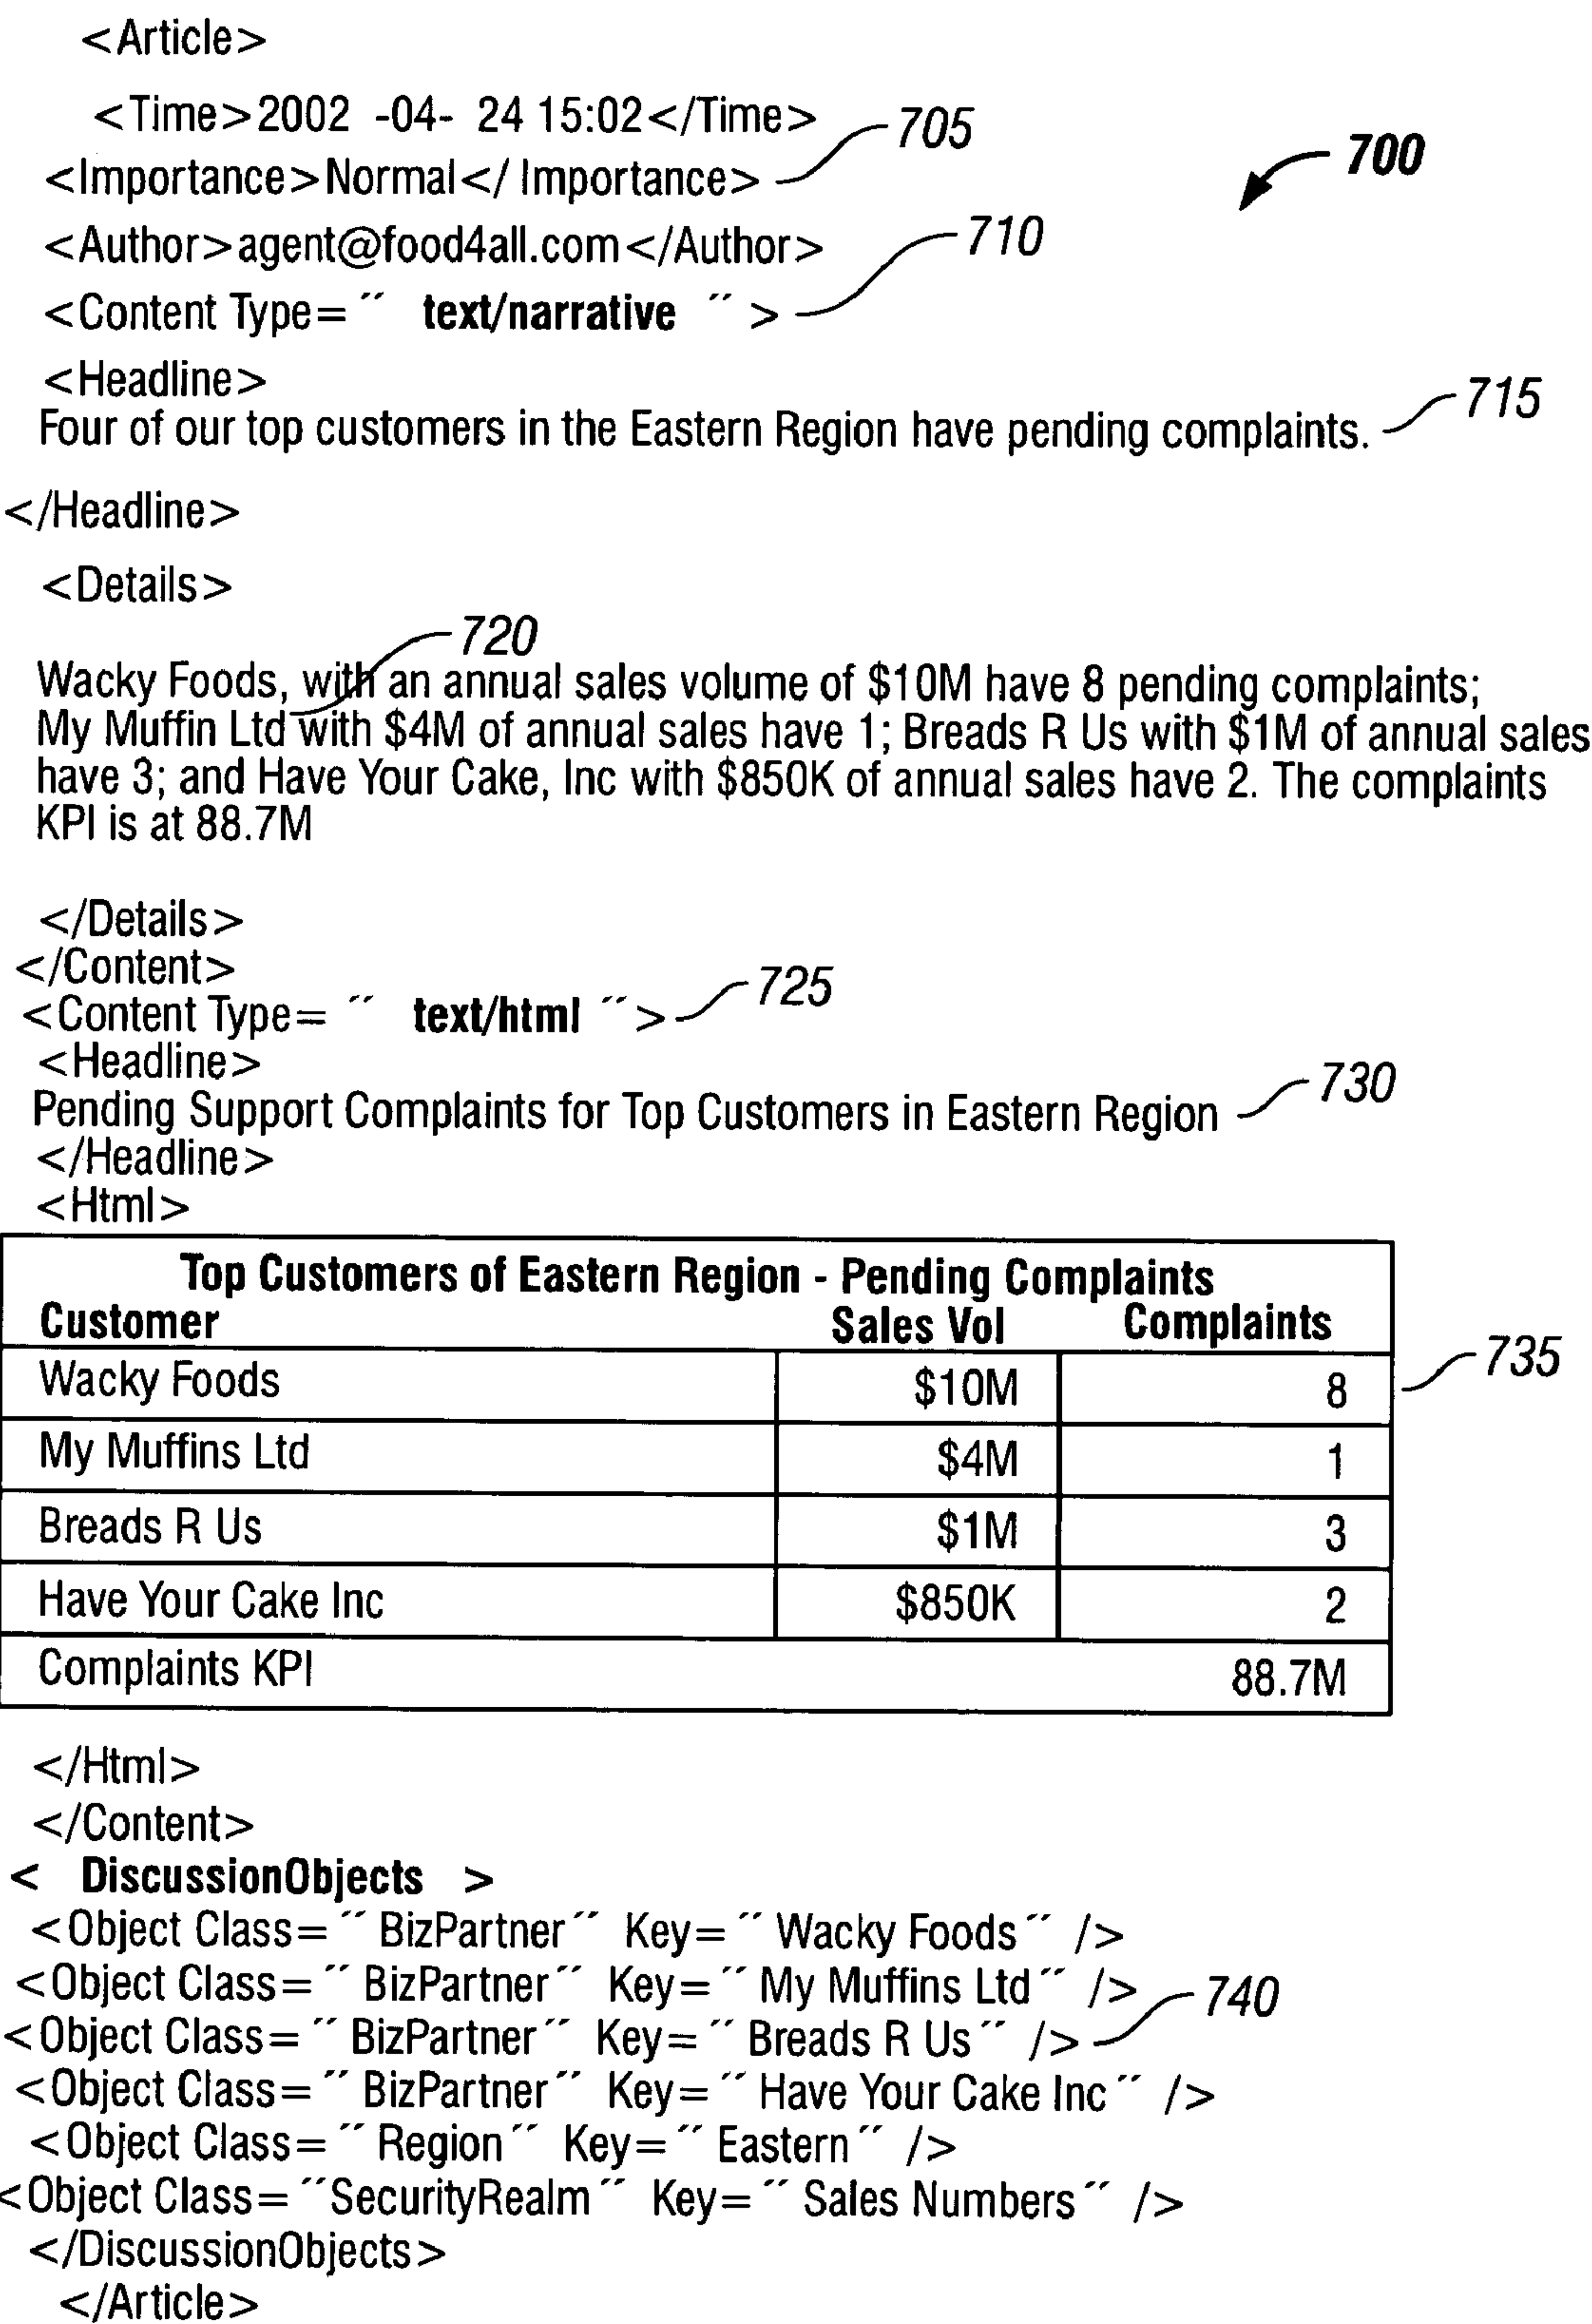 <Article>
<Time>2002 -04- 24 15:02</Time>
705
<Importance>Normal</ Importance>
700
<Author>agent@food4all.com</Author>
710
<Content Type= ˝ text/narrative ˝ >
<Headline>
715
Four of our top customers in the Eastern Region have pending complaints.
</Headline>
<Details>
720
Wacky Foods, with an annual sales volume of $10M have 8 pending complaints;
My Muffin Ltd with $4M of annual sales have 1; Breads R Us with $1M of annual sales
have 3; and Have Your Cake, Inc with $850K of annual sales have 2. The complaints
KPI is at 88.7M
</Details>
</Content>
725
<Content Type= ˝ text/html ˝ >
<Headline>
730
Pending Support Complaints for Top Customers in Eastern Region
</Headline>
<Html>
Top Customers of Eastern Region - Pending Complaints
Customer Sales Vol Complaints
735
Wacky Foods $10M 8
My Muffins Ltd $4M 1
Breads R Us $1M 3
Have Your Cake Inc $850K 2
Complaints KPI 88.7M
</Html>
</Content>
< DiscussionObjects >
<Object Class= ˝ BizPartner ˝ Key= ˝ Wacky Foods ˝ />
<Object Class= ˝ BizPartner ˝ Key= ˝ My Muffins Ltd ˝ />
740
<Object Class= ˝ BizPartner ˝ Key= ˝ Breads R Us ˝ />
<Object Class= ˝ BizPartner ˝ Key= ˝ Have Your Cake Inc ˝ />
<Object Class= ˝ Region ˝ Key= ˝ Eastern ˝ />
<Object Class= ˝SecurityRealm ˝ Key= ˝ Sales Numbers ˝ />
</DiscussionObjects>
</Article>